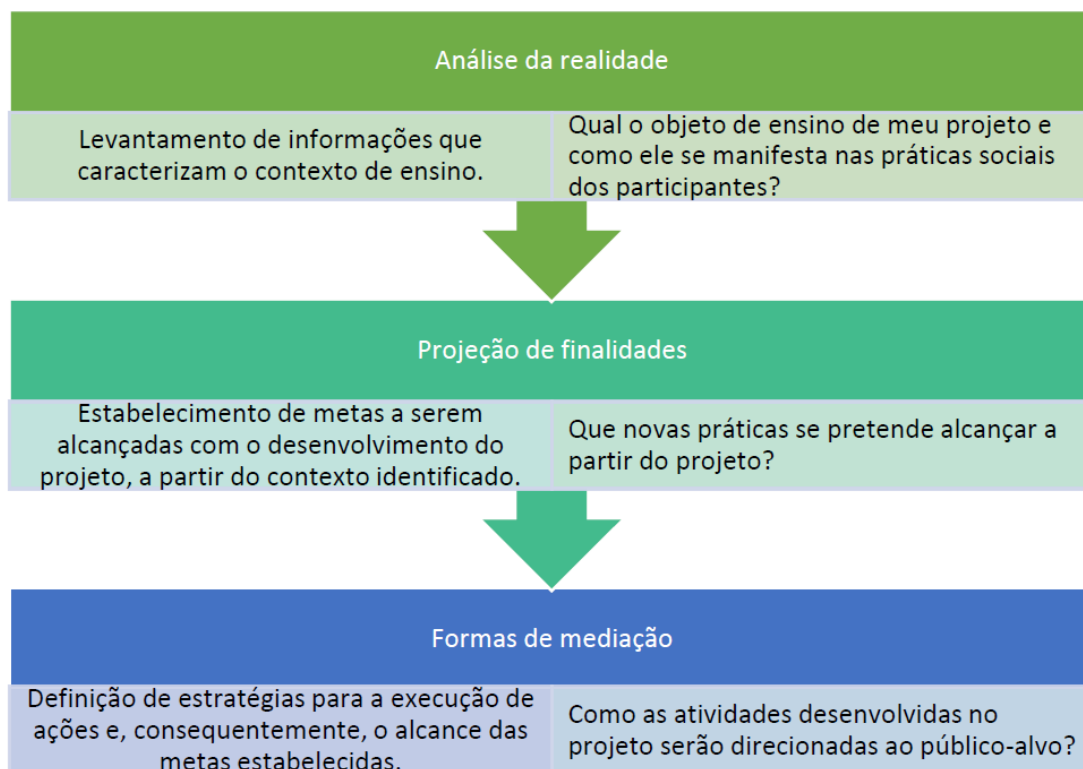 Análise da realidade
Levantamento de informações que
caracterizam o contexto de ensino.
Qual o objeto de ensino de meu projeto e
como ele se manifesta nas práticas sociais
dos participantes?
Projeção de finalidades
Estabelecimento de metas a serem
alcançadas com o desenvolvimento do
projeto, a partir do contexto identificado.
Que novas práticas se pretende alcançar a
partir do projeto?
Formas de mediação
Definição de estratégias para a execução de
ações e, consequentemente, o alcance das
metas estabelecidas.
Como as atividades desenvolvidas no
projeto serão direcionadas ao público-alvo?